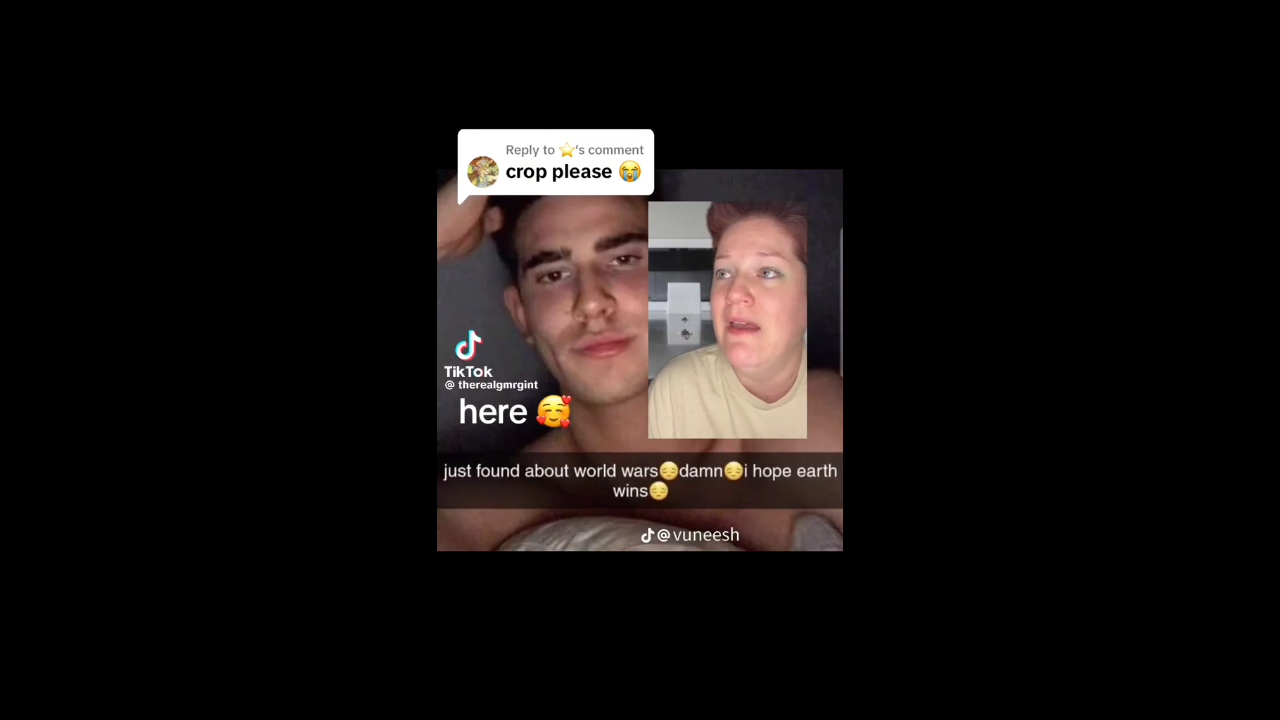 Reply to ⭐'s comment
crop please 😭
TikTok
@ therealgmrgint
here 🥰
just found about world wars😔damn😔i hope earth
wins😔
@vuneesh